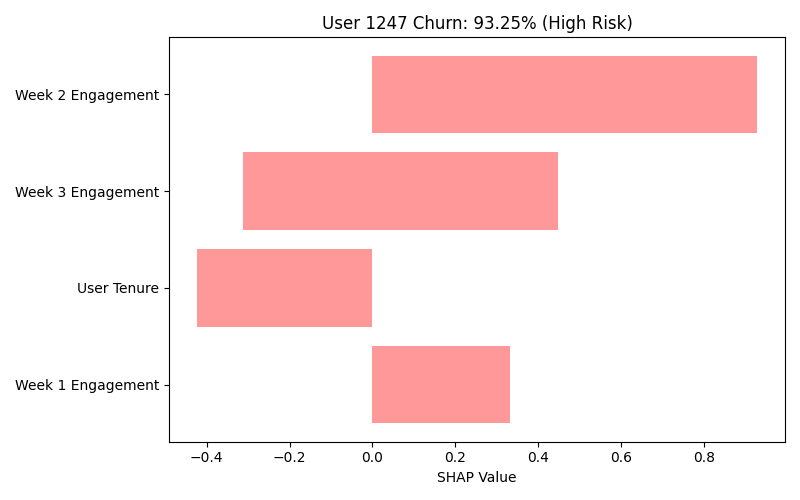 User 1247 Churn: 93.25% (High Risk)
Week 2 Engagement
Week 3 Engagement
User Tenure
Week 1 Engagement
−0.4 −0.2 0.0 0.2 0.4 0.6 0.8
SHAP Value